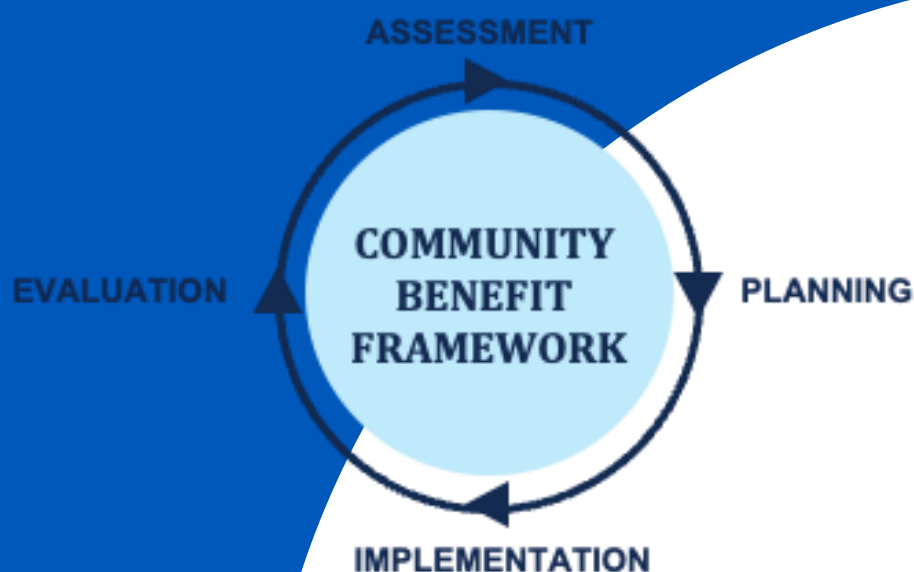 ASSESSMENT
COMMUNITY
BENEFIT
FRAMEWORK
EVALUATION
PLANNING
IMPLEMENTATION